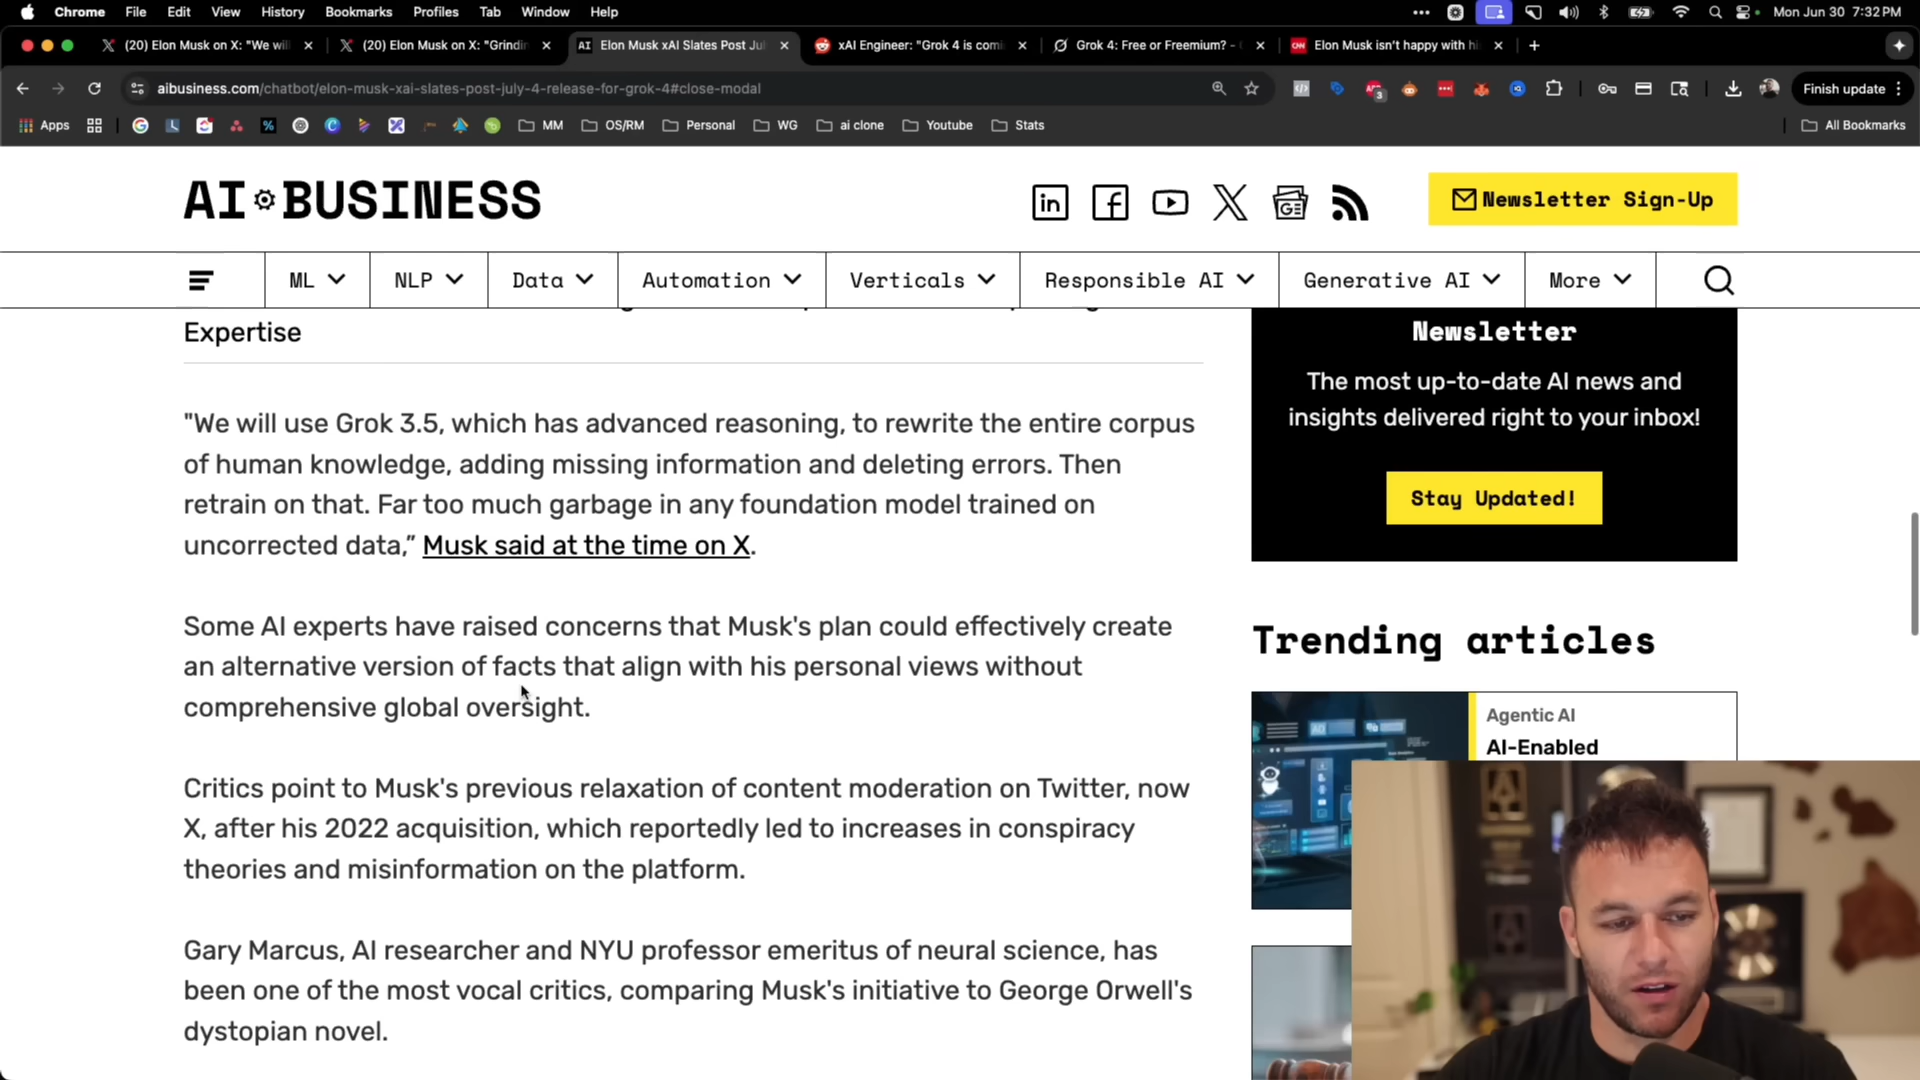 Chrome File Edit View History Bookmarks Profiles Tab Window Help Mon Jun 30 7:32 PM
(20) Elon Musk on X: "We wil (20) Elon Musk on X: "Grindin Elon Musk xAI Slates Post Jul xAI Engineer: "Grok 4 is comi Grok 4: Free or Freemium? - Elon Musk isn't happy with hi
aibusiness.com/chatbot/elon-musk-xai-slates-post-july-4-release-for-grok-4#close-modal Finish update
Apps MM OS/RM Personal WG ai clone Youtube Stats All Bookmarks
AI BUSINESS
Newsletter Sign-Up
ML NLP Data Automation Verticals Responsible AI Generative AI More
Expertise
"We will use Grok 3.5, which has advanced reasoning, to rewrite the entire corpus
of human knowledge, adding missing information and deleting errors. Then
retrain on that. Far too much garbage in any foundation model trained on
uncorrected data,” Musk said at the time on X.
Some AI experts have raised concerns that Musk's plan could effectively create
an alternative version of facts that align with his personal views without
comprehensive global oversight.
Critics point to Musk's previous relaxation of content moderation on Twitter, now
X, after his 2022 acquisition, which reportedly led to increases in conspiracy
theories and misinformation on the platform.
Gary Marcus, AI researcher and NYU professor emeritus of neural science, has
been one of the most vocal critics, comparing Musk's initiative to George Orwell's
dystopian novel.
Newsletter
The most up-to-date AI news and
insights delivered right to your inbox!
Stay Updated!
Trending articles
Agentic AI
AI-Enabled